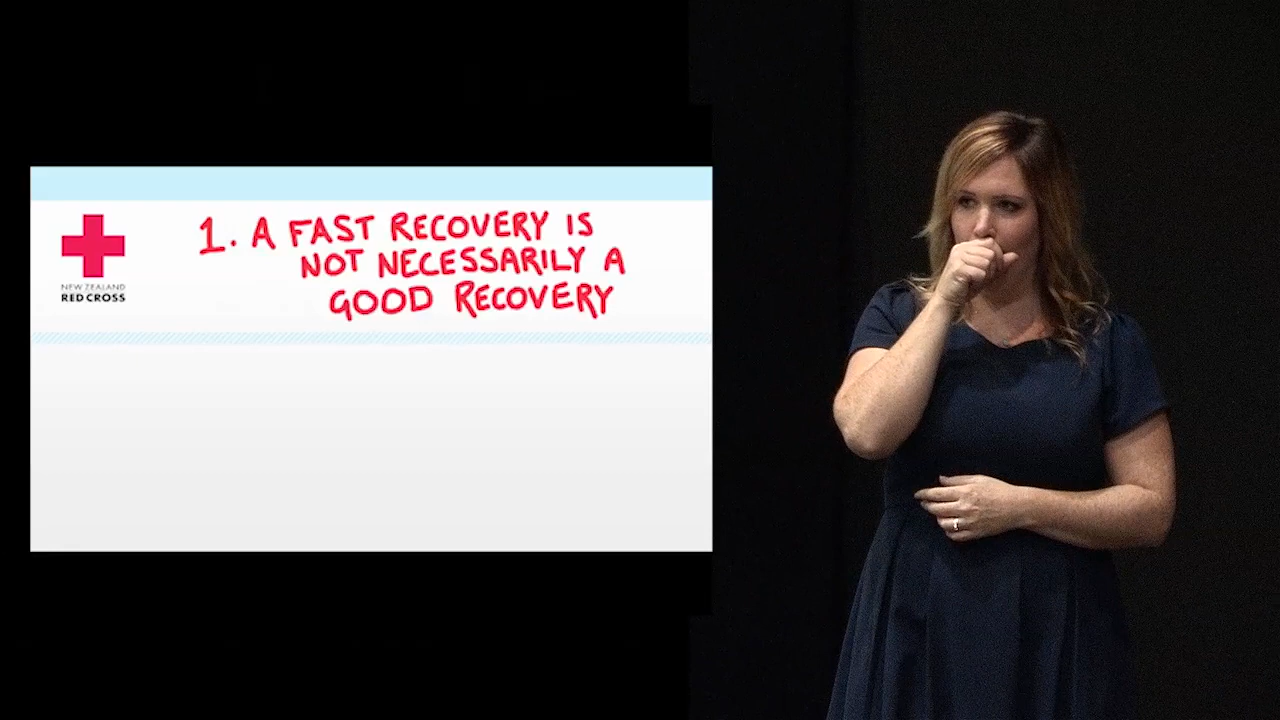 1. A FAST RECOVERY IS
NOT NECESSARILY A
GOOD RECOVERY
NEW ZEALAND
RED CROSS